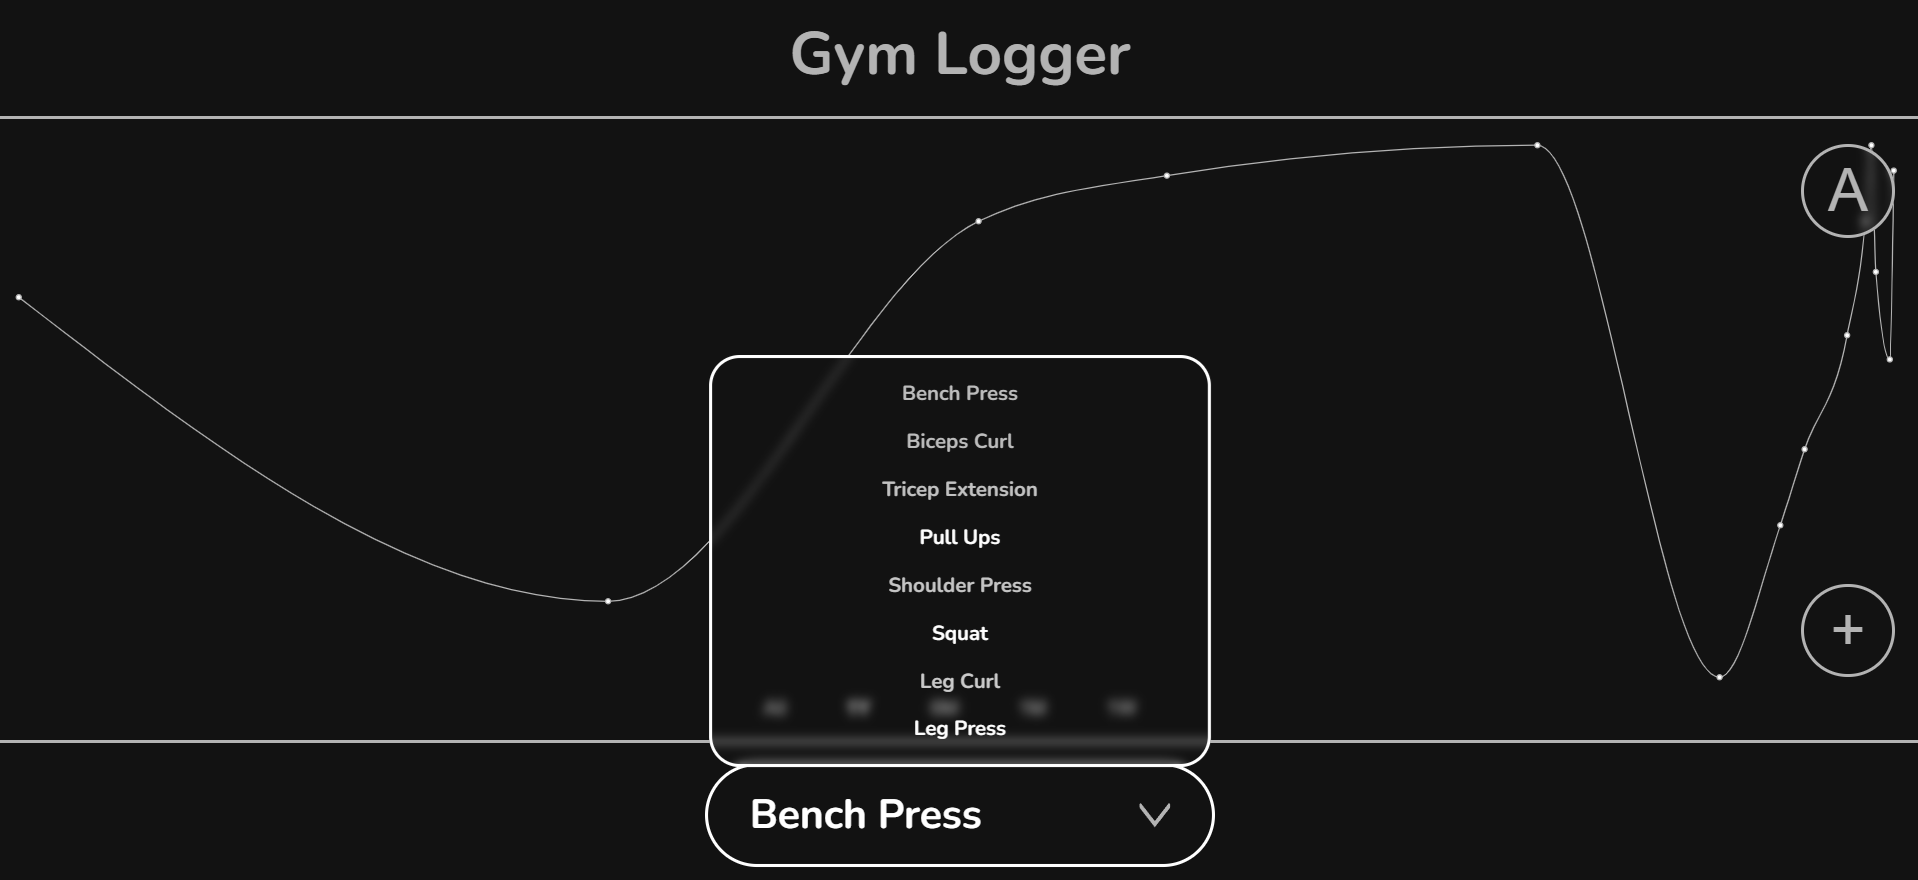 Gym Logger
A
Bench Press
Biceps Curl
Tricep Extension
Pull Ups
Shoulder Press
Squat
Leg Curl
Leg Press
+
Bench Press